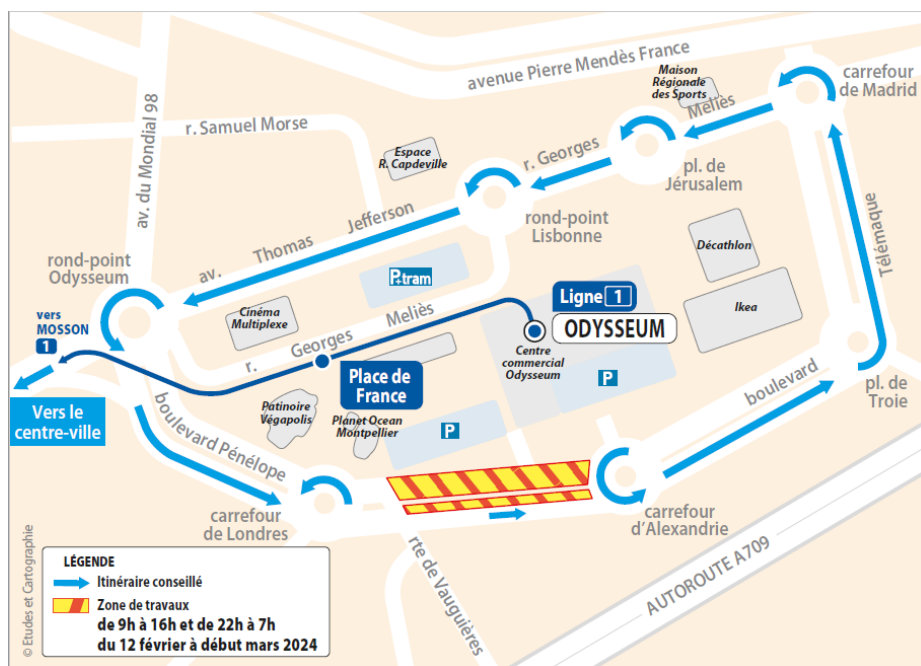 avenue Pierre Mendès France
Maison
Régionale
des Sports
carrefour
de Madrid
Meliès
av. du Mondial 98
r. Samuel Morse
Espace
R. Capdeville
r. Georges
pl. de
Jérusalem
rond-point
Lisbonne
av. Thomas Jefferson
rond-point
Odysseum
Décathlon
Télémaque
P+tram
Ligne 1
ODYSSEUM
Ikea
Cinéma
Multiplexe
vers
MOSSON
1
r. Georges Meliès
Centre
commercial
Odysseum
Place de
France
P
boulevard
pl. de
Troie
Vers le
centre-ville
boulevard Pénélope
Patinoire
Végapolis
Planet Ocean
Montpellier
P
carrefour
de Londres
carrefour
d'Alexandrie
rte de Vauguières
AUTOROUTE A709
LÉGENDE
Itinéraire conseillé
Zone de travaux
de 9h à 16h et de 22h à 7h
du 12 février à début mars 2024
© Etudes et Cartographie